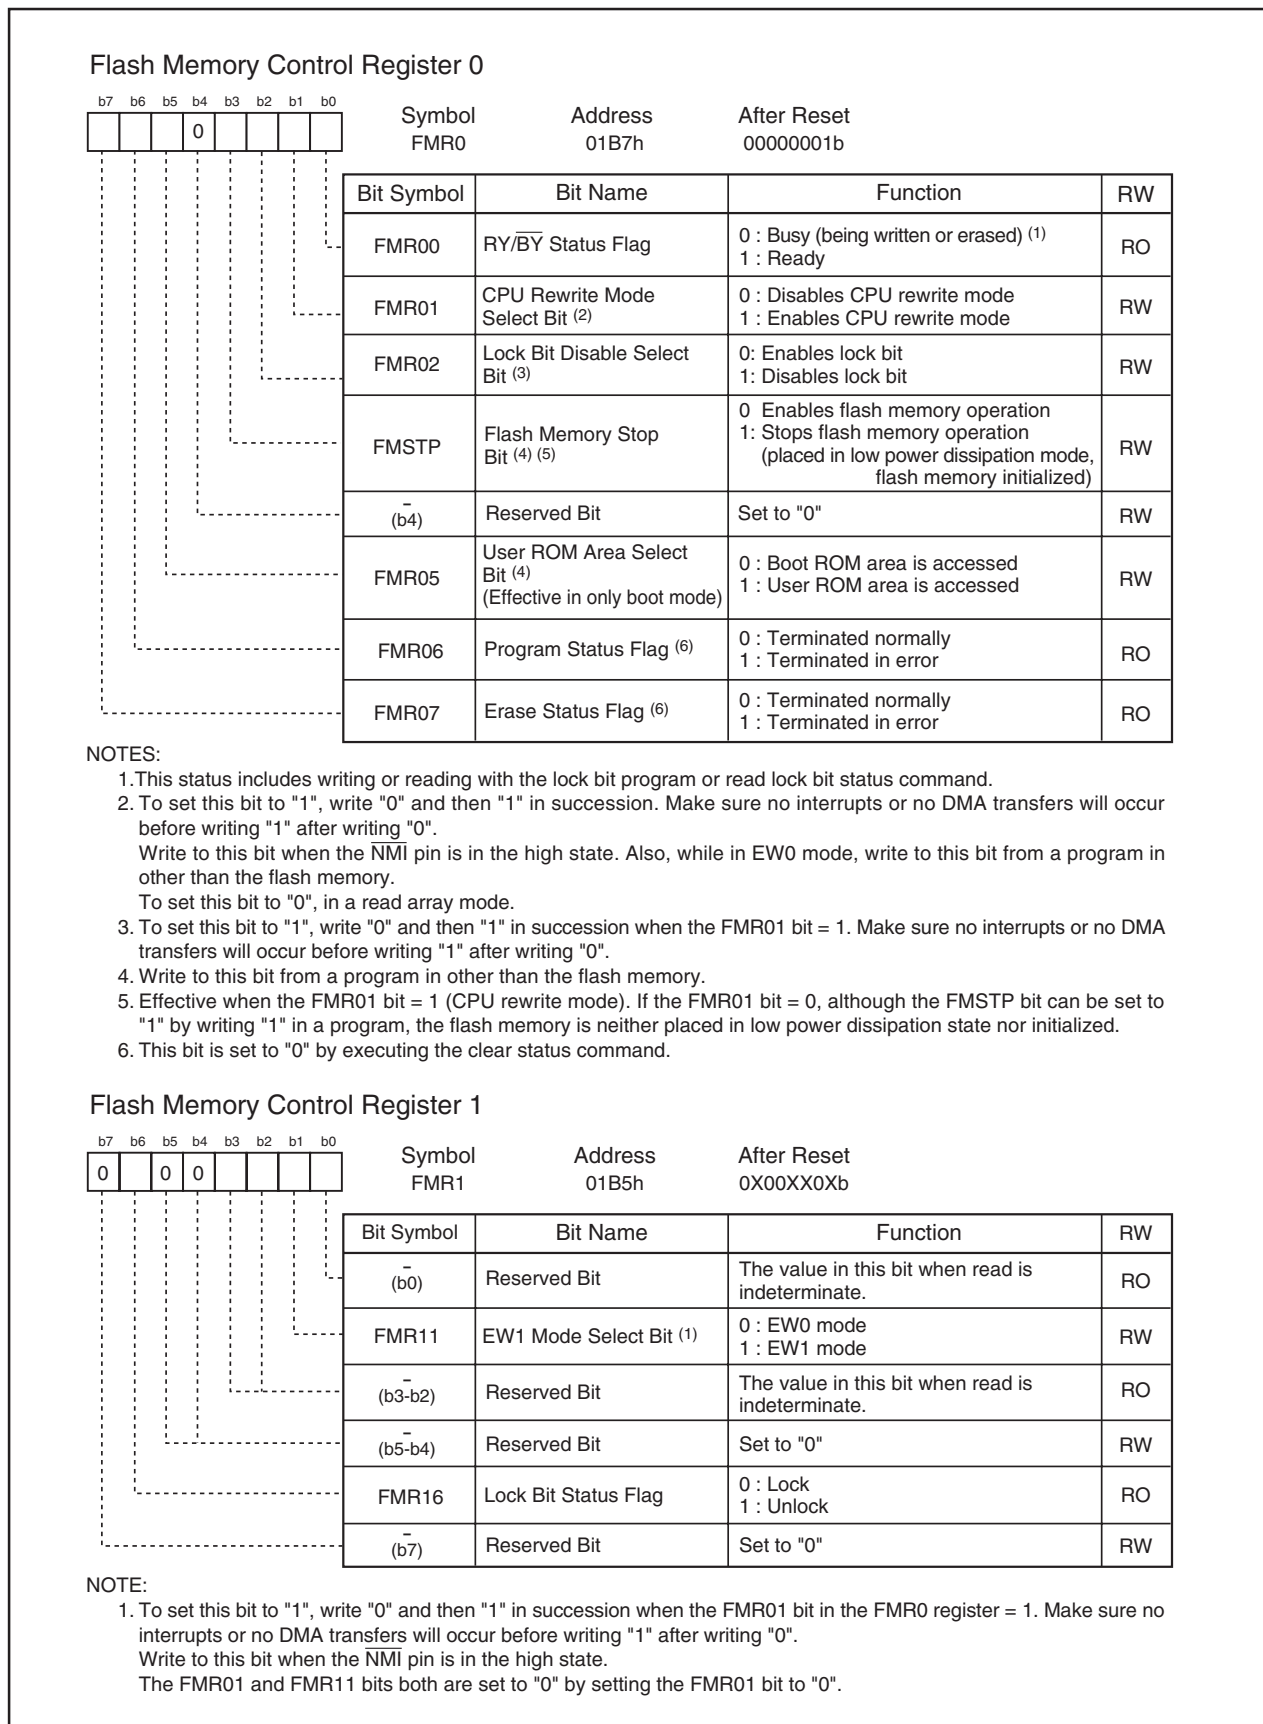 Flash Memory Control Register 0
b7 b6 b5 b4 b3 b2 b1 b0
0
Symbol Address After Reset
FMR0 01B7h 00000001b
Bit Symbol Bit Name Function RW
FMR00 RY/BY Status Flag 0 : Busy (being written or erased) (1) RO
1 : Ready
FMR01 CPU Rewrite Mode 0 : Disables CPU rewrite mode RW
Select Bit (2) 1 : Enables CPU rewrite mode
FMR02 Lock Bit Disable Select 0: Enables lock bit RW
Bit (3) 1: Disables lock bit
0 Enables flash memory operation
FMSTP Flash Memory Stop 1: Stops flash memory operation RW
Bit (4) (5) (placed in low power dissipation mode,
flash memory initialized)
–
(b4) Reserved Bit Set to "0" RW
User ROM Area Select
FMR05 Bit (4) 0 : Boot ROM area is accessed RW
(Effective in only boot mode) 1 : User ROM area is accessed
FMR06 Program Status Flag (6) 0 : Terminated normally RO
1 : Terminated in error
FMR07 Erase Status Flag (6) 0 : Terminated normally RO
1 : Terminated in error
NOTES:
1.This status includes writing or reading with the lock bit program or read lock bit status command.
2. To set this bit to "1", write "0" and then "1" in succession. Make sure no interrupts or no DMA transfers will occur
before writing "1" after writing "0".
Write to this bit when the NMI pin is in the high state. Also, while in EW0 mode, write to this bit from a program in
other than the flash memory.
To set this bit to "0", in a read array mode.
3. To set this bit to "1", write "0" and then "1" in succession when the FMR01 bit = 1. Make sure no interrupts or no DMA
transfers will occur before writing "1" after writing "0".
4. Write to this bit from a program in other than the flash memory.
5. Effective when the FMR01 bit = 1 (CPU rewrite mode). If the FMR01 bit = 0, although the FMSTP bit can be set to
"1" by writing "1" in a program, the flash memory is neither placed in low power dissipation state nor initialized.
6. This bit is set to "0" by executing the clear status command.
Flash Memory Control Register 1
b7 b6 b5 b4 b3 b2 b1 b0
0 0 0
Symbol Address After Reset
FMR1 01B5h 0X00XX0Xb
Bit Symbol Bit Name Function RW
–
(b0) Reserved Bit The value in this bit when read is RO
indeterminate.
FMR11 EW1 Mode Select Bit (1) 0 : EW0 mode RW
1 : EW1 mode
–
(b3-b2) Reserved Bit The value in this bit when read is RO
indeterminate.
–
(b5-b4) Reserved Bit Set to "0" RW
FMR16 Lock Bit Status Flag 0 : Lock RO
1 : Unlock
–
(b7) Reserved Bit Set to "0" RW
NOTE:
1. To set this bit to "1", write "0" and then "1" in succession when the FMR01 bit in the FMR0 register = 1. Make sure no
interrupts or no DMA transfers will occur before writing "1" after writing "0".
Write to this bit when the NMI pin is in the high state.
The FMR01 and FMR11 bits both are set to "0" by setting the FMR01 bit to "0".